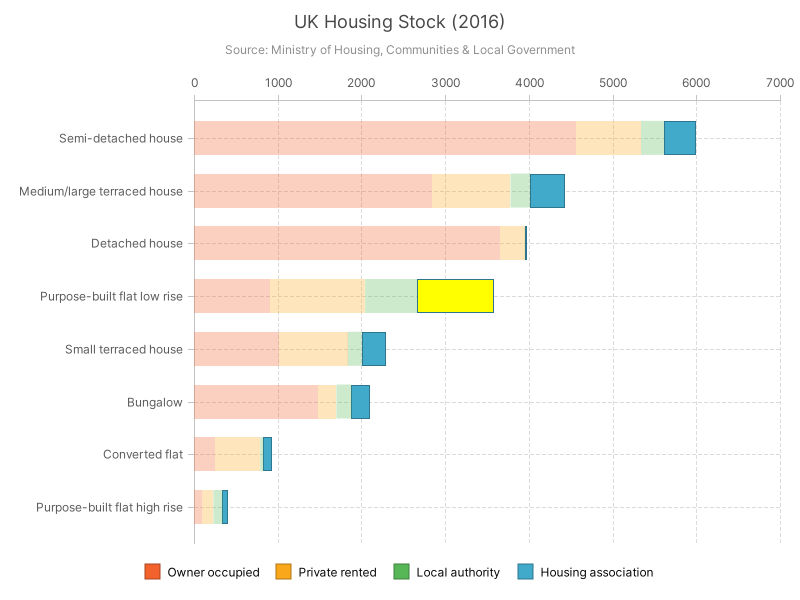 UK Housing Stock (2016)
Source: Ministry of Housing, Communities & Local Government
0 1000 2000 3000 4000 5000 6000 7000
Semi-detached house
Medium/large terraced house
Detached house
Purpose-built flat low rise
Small terraced house
Bungalow
Converted flat
Purpose-built flat high rise
Owner occupied Private rented Local authority Housing association